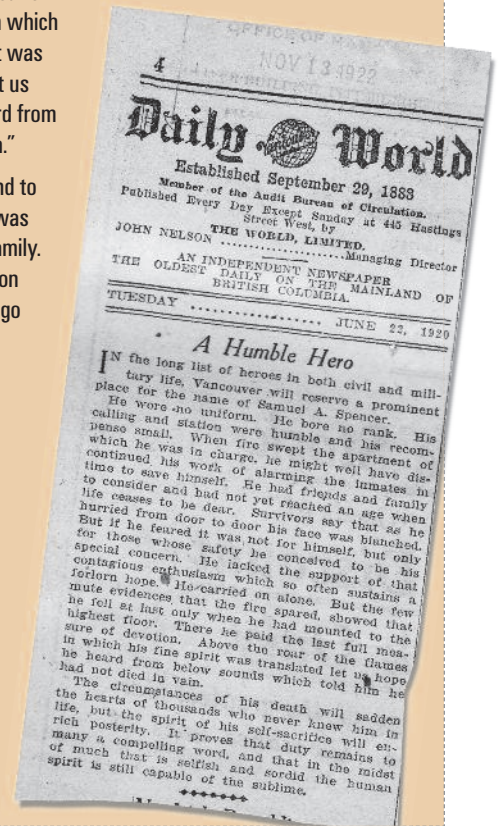 which
was
t us
rd from
n.”
nd to
was
amily.
on
go
OFFICE OF
NOV 13 1922
4
Daily World
Established September 29, 1888
Member of the Audit Bureau of Circulation.
Published Every Day Except Sunday at 445 Hastings
Street West, by
THE WORLD, LIMITED.
JOHN NELSON ..................Managing Director
AN INDEPENDENT NEWSPAPER
THE OLDEST DAILY ON THE MAINLAND OF
BRITISH COLUMBIA.
TUESDAY .................. JUNE 22, 1920
A Humble Hero
IN the long list of heroes in both civil and mili-
tary life, Vancouver will reserve a prominent
place for the name of Samuel A. Spencer.
He wore no uniform. He bore no rank. His
calling and station were humble and his recom-
pense small. When fire swept the apartment of
which he was in charge, he might well have dis-
continued his work of alarming the inmates in
time to save himself. He had friends and family
to consider and had not yet reached an age when
life ceases to be dear. Survivors say that as he
hurried from door to door his face was blanched.
But if he feared it was not for himself, but only
for those whose safety he conceived to be his
special concern. He lacked the support of that
contagious enthusiasm which so often sustains a
forlorn hope. He carried on alone. But the few
mute evidences that the fire spared, showed that
he fell at last only when he had mounted to the
highest floor. There he paid the last full mea-
sure of devotion. Above the roar of the flames
in which his fine spirit was translated let us hope
he heard from below sounds which told him he
had not died in vain.
The circumstances of his death will sadden
the hearts of thousands who never knew him in
life, but the spirit of his self-sacrifice will en-
rich posterity. It proves that duty remains to
many a compelling word, and that in the midst
of much that is selfish and sordid the human
spirit is still capable of the sublime.